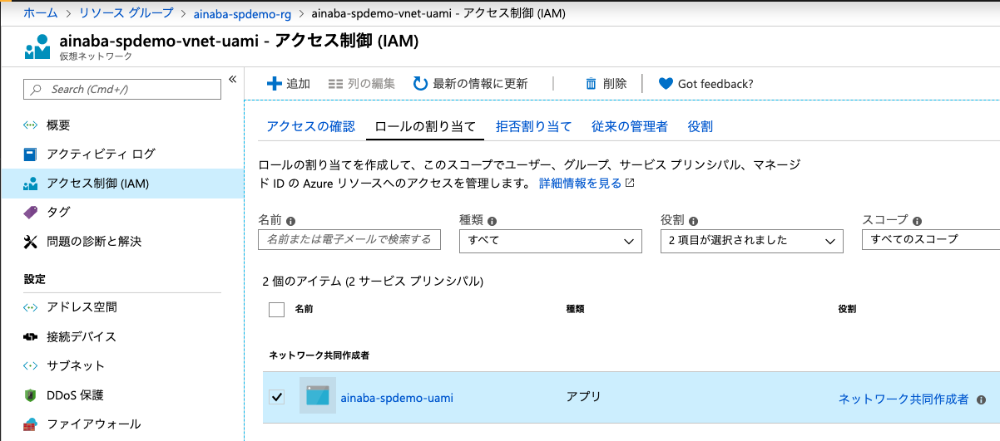 ホーム > リソース グループ > ainaba-spdemo-rg > ainaba-spdemo-vnet-uami - アクセス制御 (IAM)
ainaba-spdemo-vnet-uami - アクセス制御 (IAM)
仮想ネットワーク
Search (Cmd+/)
概要
アクティビティ ログ
アクセス制御 (IAM)
タグ
問題の診断と解決
設定
アドレス空間
接続デバイス
サブネット
DDoS 保護
ファイアウォール
追加 列の編集 最新の情報に更新 削除 Got feedback?
アクセスの確認 ロールの割り当て 拒否割り当て 従来の管理者 役割
ロールの割り当てを作成して、このスコープでユーザー、グループ、サービス プリンシパル、マネージ
ド ID の Azure リソースへのアクセスを管理します。 詳細情報を見る
名前 種類 役割 スコープ
名前または電子メールで検索する すべて 2 項目が選択されました すべてのスコープ
2 個のアイテム (2 サービス プリンシパル)
名前 種類 役割
ネットワーク共同作成者
ainaba-spdemo-uami アプリ ネットワーク共同作成者